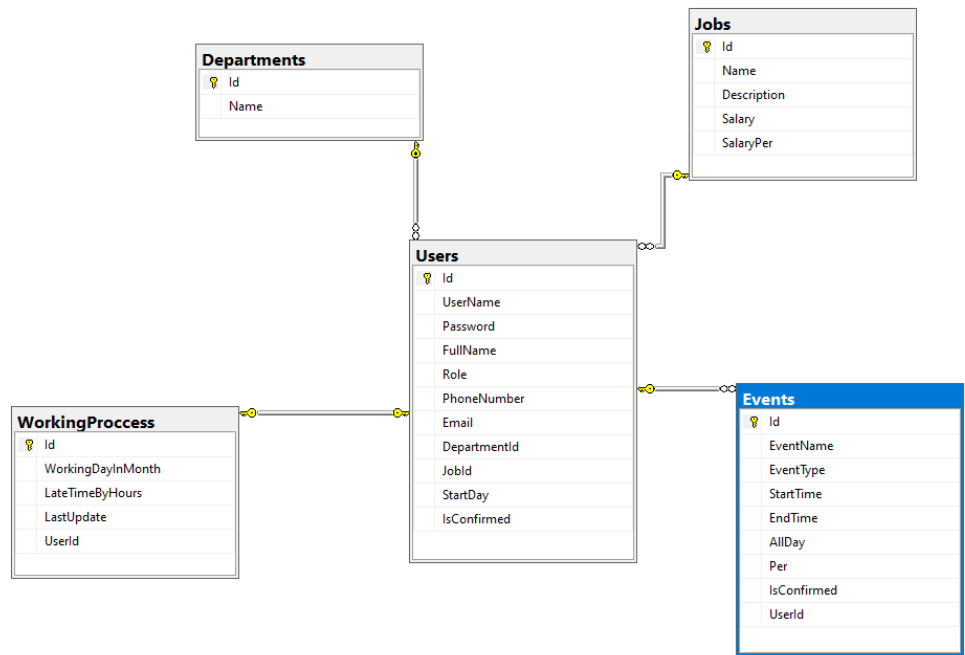 Departments
Id
Name
Jobs
Id
Name
Description
Salary
SalaryPer
Users
Id
UserName
Password
FullName
Role
PhoneNumber
Email
DepartmentId
JobId
StartDay
IsConfirmed
WorkingProccess
Id
WorkingDayInMonth
LateTimeByHours
LastUpdate
UserId
Events
Id
EventName
EventType
StartTime
EndTime
AllDay
Per
IsConfirmed
UserId